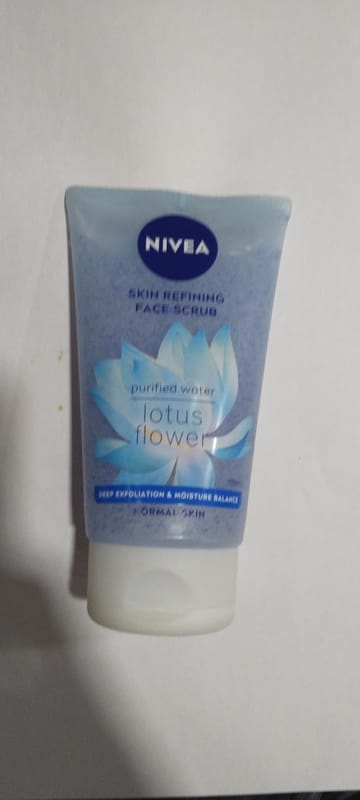 NIVEA
SKIN REFINING
FACE SCRUB
purified water
lotus
flower
DEEP EXFOLIATION & MOISTURE BALANCE
NORMAL SKIN